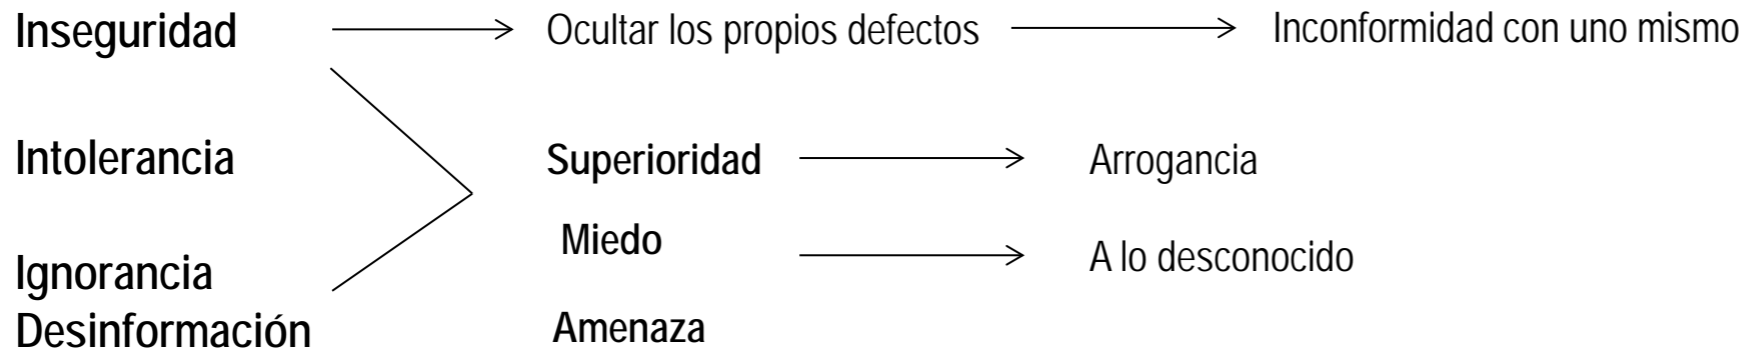 Inseguridad
Ocultar los propios defectos
Inconformidad con uno mismo
Intolerancia
Superioridad
Arrogancia
Miedo
A lo desconocido
Ignorancia
Desinformación
Amenaza